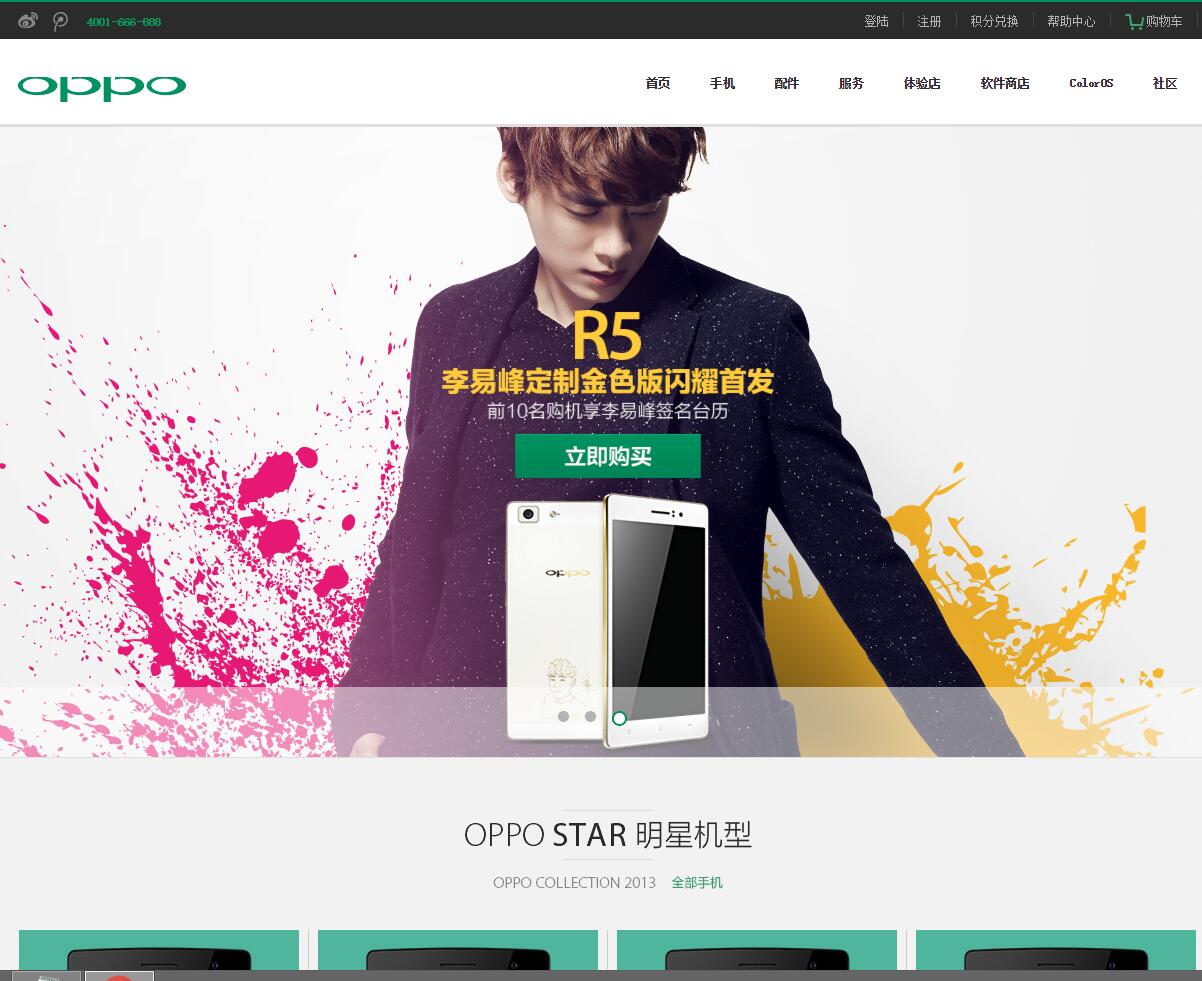 4001-666-888
登陆 注册 积分兑换 帮助中心 购物车
oppo
首页 手机 配件 服务 体验店 软件商店 ColorOS 社区
R5
李易峰定制金色版闪耀首发
前10名购机享李易峰签名台历
立即购买
oppo
OPPO STAR 明星机型
OPPO COLLECTION 2013 全部手机